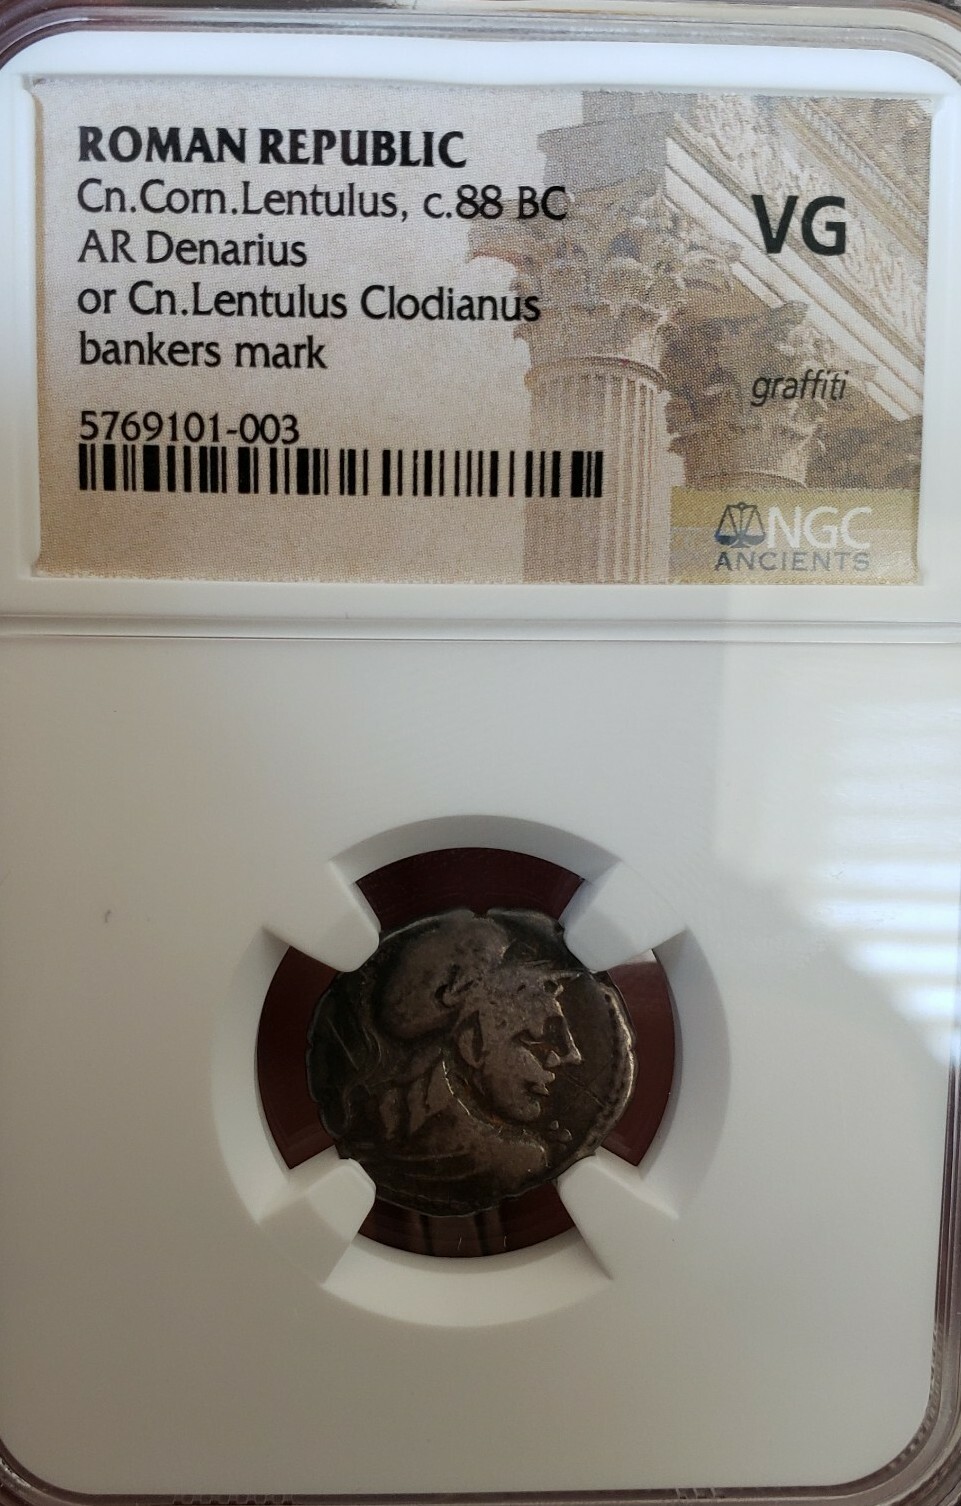 ROMAN REPUBLIC
Cn.Corn.Lentulus, c.88 BC
AR Denarius
or Cn.Lentulus Clodianus
bankers mark
5769101-003
VG
graffiti
NGC
ANCIENTS